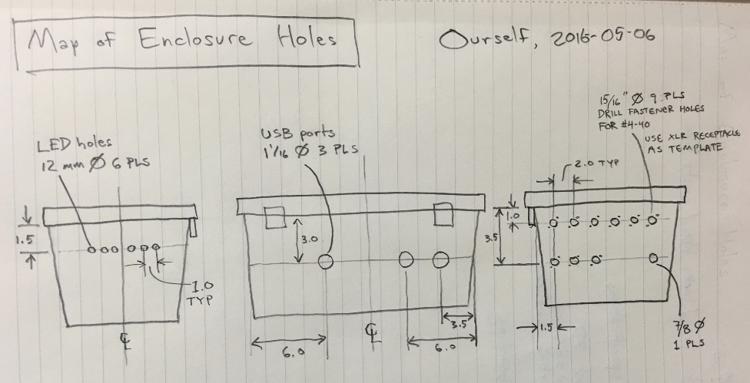 Map of Enclosure Holes
Ourself, 2016-05-06
LED holes
12 mm Ø 6 PLS
1.5
1.0
TYP
℄
USB ports
1 1/16 Ø 3 PLS
3.0
6.0
℄
3.5
6.0
15/16" Ø 9 PLS
DRILL FASTENER HOLES
FOR #4-40
USE XLR RECEPTACLE
AS TEMPLATE
2.0 TYP
1.0
3.5
1.5
7/8 Ø
1 PLS